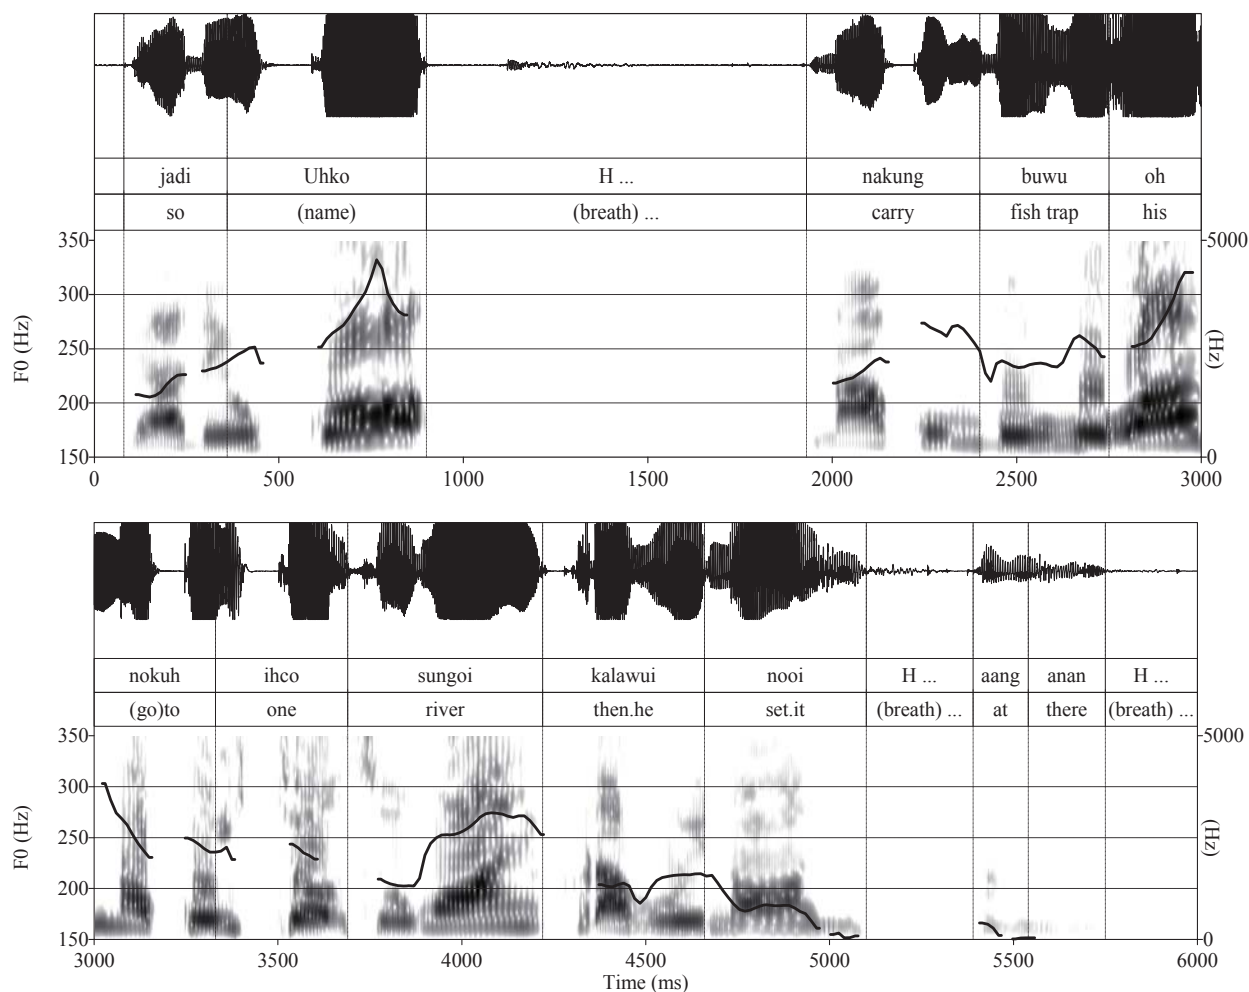 jadi Uhko H ... nakung buwu oh
so (name) (breath) ... carry fish trap his
350 5000
300
250
200
150 0
F0 (Hz) (Hz)
0 500 1000 1500 2000 2500 3000
nokuh ihco sungoi kalawui nooi H ... aang anan H ...
(go)to one river then.he set.it (breath) ... at there (breath) ...
350 5000
300
250
200
150 0
F0 (Hz) (Hz)
3000 3500 4000 4500 5000 5500 6000
Time (ms)